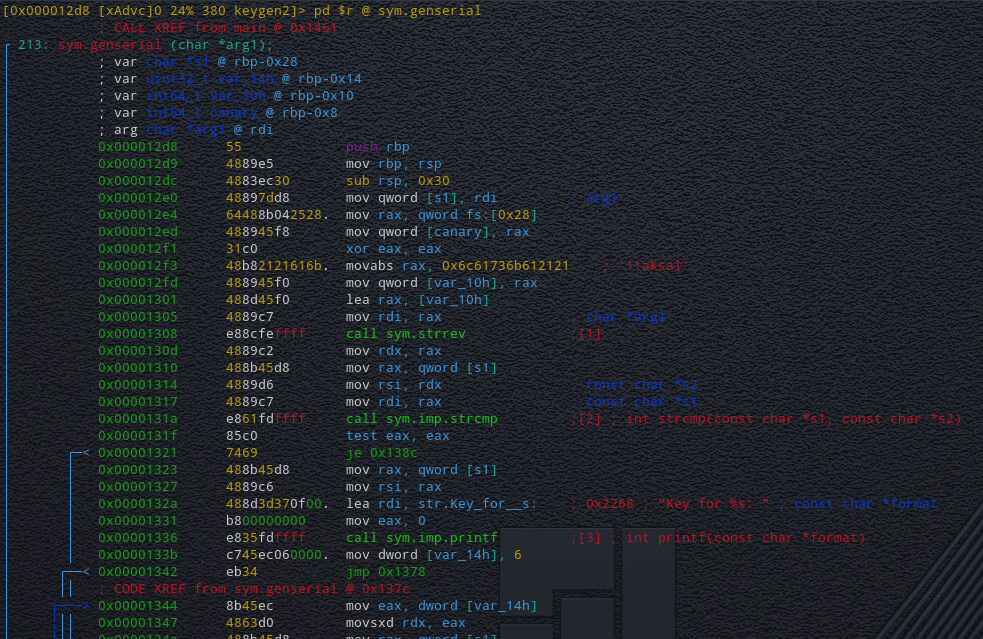 [0x000012d8 [xAdvc]0 24% 380 keygen2]> pd $r @ sym.genserial
; CALL XREF from main @ 0x1461
213: sym.genserial (char *arg1);
; var char *s1 @ rbp-0x28
; var uint32_t var_14h @ rbp-0x14
; var int64_t var_10h @ rbp-0x10
; var int64_t canary @ rbp-0x8
; arg char *arg1 @ rdi
0x000012d8 55 push rbp
0x000012d9 4889e5 mov rbp, rsp
0x000012dc 4883ec30 sub rsp, 0x30
0x000012e0 48897dd8 mov qword [s1], rdi ; arg1
0x000012e4 64488b042528. mov rax, qword fs:[0x28]
0x000012ed 488945f8 mov qword [canary], rax
0x000012f1 31c0 xor eax, eax
0x000012f3 48b82121616b. movabs rax, 0x6c61736b612121 ; '!!aksal'
0x000012fd 488945f0 mov qword [var_10h], rax
0x00001301 488d45f0 lea rax, [var_10h]
0x00001305 4889c7 mov rdi, rax ; char *arg1
0x00001308 e88cfeffff call sym.strrev ;[1]
0x0000130d 4889c2 mov rdx, rax
0x00001310 488b45d8 mov rax, qword [s1]
0x00001314 4889d6 mov rsi, rdx ; const char *s2
0x00001317 4889c7 mov rdi, rax ; const char *s1
0x0000131a e861fdffff call sym.imp.strcmp ;[2] ; int strcmp(const char *s1, const char *s2)
0x0000131f 85c0 test eax, eax
0x00001321 7469 je 0x138c
0x00001323 488b45d8 mov rax, qword [s1]
0x00001327 4889c6 mov rsi, rax
0x0000132a 488d3d370f00. lea rdi, str.Key_for__s: ; 0x2268 ; "Key for %s: " ; const char *format
0x00001331 b800000000 mov eax, 0
0x00001336 e835fdffff call sym.imp.printf ;[3] ; int printf(const char *format)
0x0000133b c745ec060000. mov dword [var_14h], 6
0x00001342 eb34 jmp 0x1378
; CODE XREF from sym.genserial @ 0x137c
0x00001344 8b45ec mov eax, dword [var_14h]
0x00001347 4863d0 movsxd rdx, eax